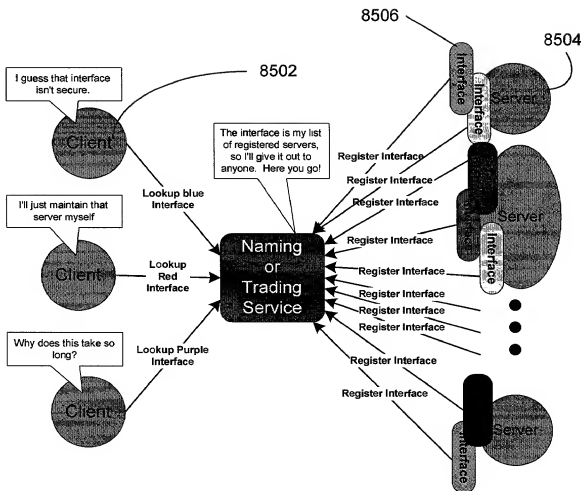 8506
8504
8502
I guess that interface
isn't secure.
Client
The interface is my list
of registered servers,
so I'll give it out to
anyone. Here you go!
Interface
Interface
Server
Register Interface
Register Interface
Register Interface
Register Interface
Register Interface
Register Interface
Register Interface
Register Interface
Register Interface
Register Interface
Lookup blue
Interface
I'll just maintain that
server myself
Client
Lookup
Red
Interface
Naming
or
Trading
Service
Interface
Server
Why does this take so
long?
Client
Lookup Purple
Interface
Server
Interface